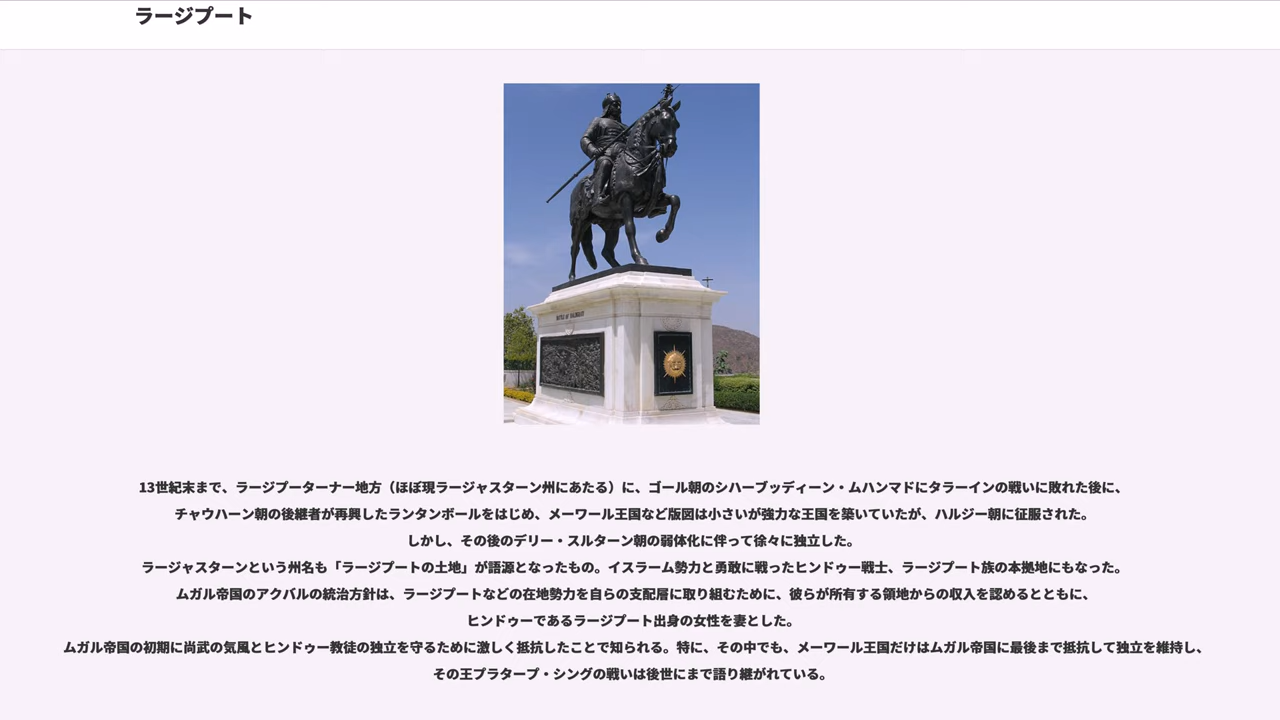 ラージプート
13世紀末まで、ラージプーターナー地方（ほぼ現ラージャスターン州にあたる）に、ゴール朝のシハーブッディーン・ムハンマドにタラーインの戦いに敗れた後に、
チャウハーン朝の後継者が再興したランタンボールをはじめ、メーワール王国など版図は小さいが強力な王国を築いていたが、ハルジー朝に征服された。
しかし、その後のデリー・スルターン朝の弱体化に伴って徐々に独立した。
ラージャスターンという州名も「ラージプートの土地」が語源となったもの。イスラーム勢力と勇敢に戦ったヒンドゥー戦士、ラージプート族の本拠地にもなった。
ムガル帝国のアクバルの統治方針は、ラージプートなどの在地勢力を自らの支配層に取り組むために、彼らが所有する領地からの収入を認めるとともに、
ヒンドゥーであるラージプート出身の女性を妻とした。
ムガル帝国の初期に尚武の気風とヒンドゥー教徒の独立を守るために激しく抵抗したことで知られる。特に、その中でも、メーワール王国だけはムガル帝国に最後まで抵抗して独立を維持し、
その王プラタープ・シングの戦いは後世にまで語り継がれている。